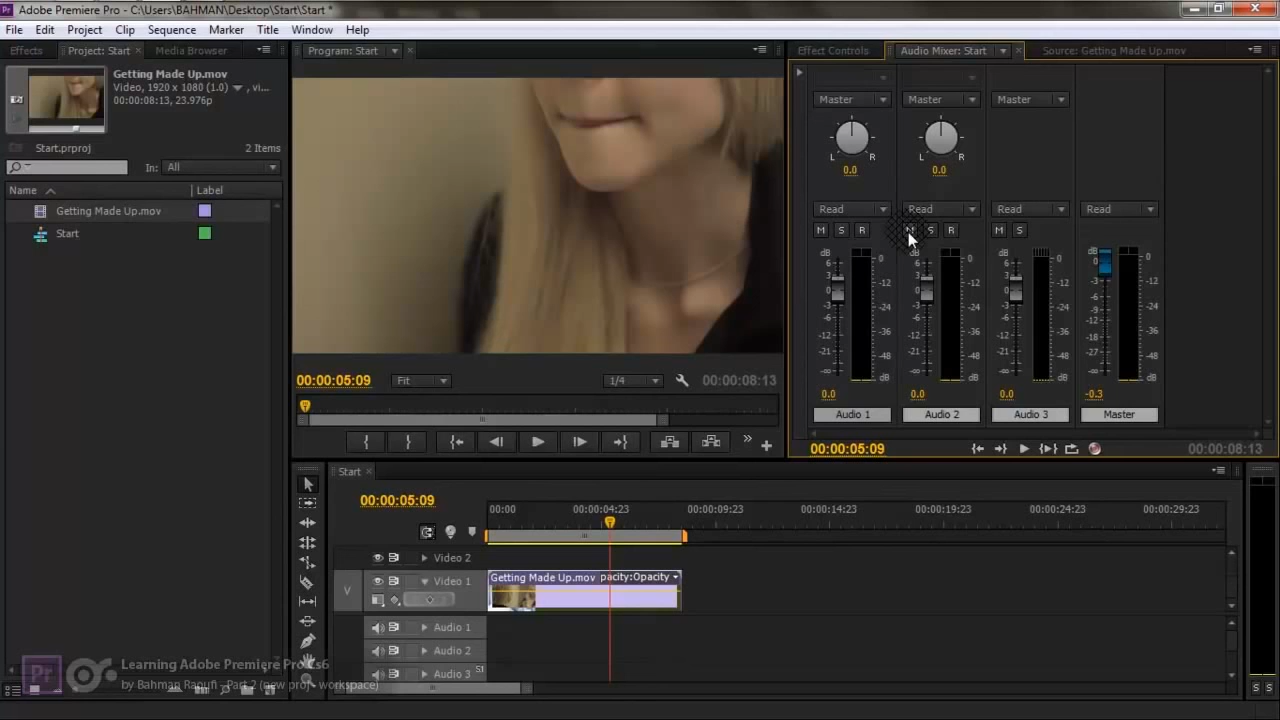 Pr Adobe Premiere Pro - C:\Users\BAHMAN\Desktop\Start\Start *
File Edit Project Clip Sequence Marker Title Window Help
Effects Project: Start Media Browser
Getting Made Up.mov
Video, 1920 x 1080 (1.0) , vi...
00:00:08:13, 23.976p
Start.prproj 2 Items
In: All
Name Label
Getting Made Up.mov
Start
Program: Start
00:00:05:09 Fit 1/4 00:00:08:13
Effect Controls Audio Mixer: Start Source: Getting Made Up.mov
Master Master Master
L R L R
0.0 0.0
Read Read Read Read
M S R M S R M S
dB 0 dB 0 dB 0 dB 0
6 3 0 -3 -6 -12 -21 -∞
-12 -24 -36 -48 dB
6 3 0 -3 -6 -12 -21 -∞
-12 -24 -36 -48 dB
6 3 0 -3 -6 -12 -21 -∞
-12 -24 -36 -48 dB
0 -3 -6 -9 -12 -18 -27 -∞
-12 -24 -36 -48 dB
0.0 0.0 0.0 -0.3
Audio 1 Audio 2 Audio 3 Master
00:00:05:09 00:00:08:13
Start
00:00:05:09
00:00 00:00:04:23 00:00:09:23 00:00:14:23 00:00:19:23 00:00:24:23 00:00:29:23
Video 2
V Video 1
Getting Made Up.mov pacity:Opacity
Audio 1
Audio 2
Audio 3 S1
S S
Pr Learning Adobe Premiere Pro Cs6
by Bahman Raoufi - Part 2 (new proj - workspace)